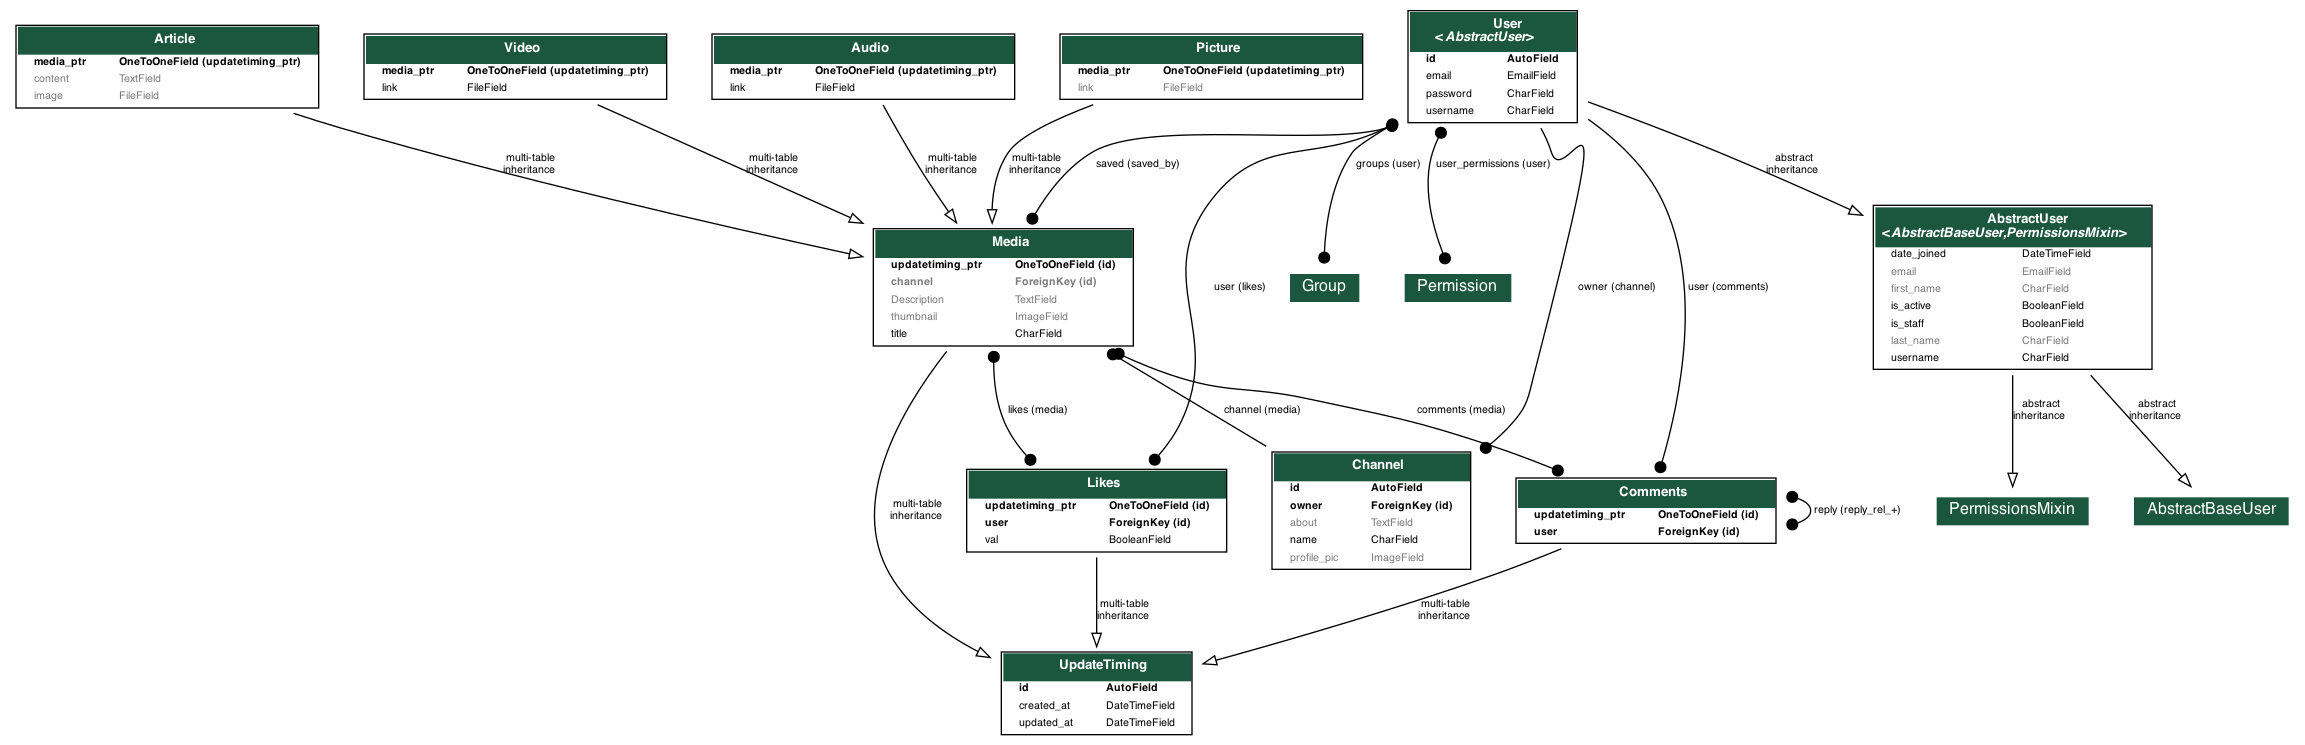 Article
media_ptr OneToOneField (updatetiming_ptr)
content TextField
image FileField
Video
media_ptr OneToOneField (updatetiming_ptr)
link FileField
Audio
media_ptr OneToOneField (updatetiming_ptr)
link FileField
Picture
media_ptr OneToOneField (updatetiming_ptr)
link FileField
User
<AbstractUser>
id AutoField
email EmailField
password CharField
username CharField
multi-table
inheritance
multi-table
inheritance
multi-table
inheritance
multi-table
inheritance
saved (saved_by)
groups (user)
user_permissions (user)
abstract
inheritance
Media
updatetiming_ptr OneToOneField (id)
channel ForeignKey (id)
Description TextField
thumbnail ImageField
title CharField
user (likes)
Group
Permission
owner (channel)
user (comments)
AbstractUser
<AbstractBaseUser,PermissionsMixin>
date_joined DateTimeField
email EmailField
first_name CharField
is_active BooleanField
is_staff BooleanField
last_name CharField
username CharField
likes (media)
channel (media)
comments (media)
abstract
inheritance
abstract
inheritance
multi-table
inheritance
Likes
updatetiming_ptr OneToOneField (id)
user ForeignKey (id)
val BooleanField
Channel
id AutoField
owner ForeignKey (id)
about TextField
name CharField
profile_pic ImageField
Comments
updatetiming_ptr OneToOneField (id)
user ForeignKey (id)
reply (reply_rel_+)
PermissionsMixin
AbstractBaseUser
multi-table
inheritance
multi-table
inheritance
UpdateTiming
id AutoField
created_at DateTimeField
updated_at DateTimeField